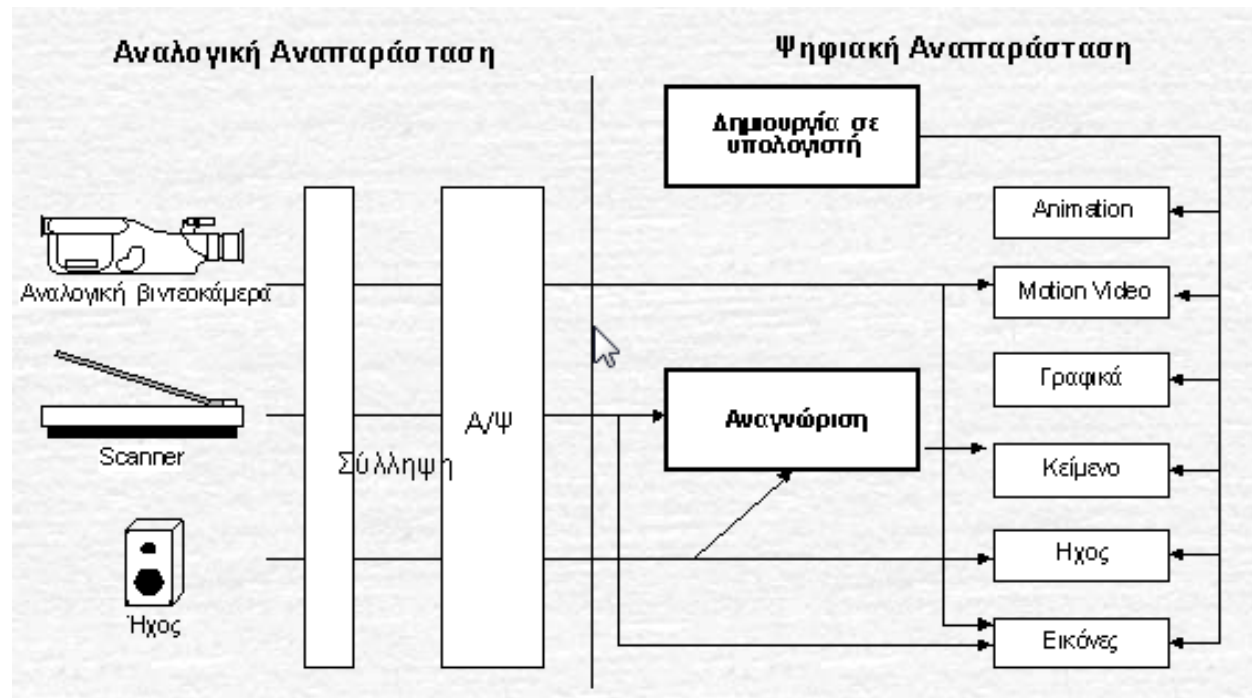 Αναλογική Αναπαράσταση
Ψηφιακή Αναπαράσταση
Δημιουργία σε
υπολογιστή
Animation
Αναλογική βιντεοκάμερά
Motion Video
Γραφικά
Scanner
Σύλληψη
Α/Ψ
Αναγνώριση
Κείμενο
Ήχος
Ηχος
Εικόνες